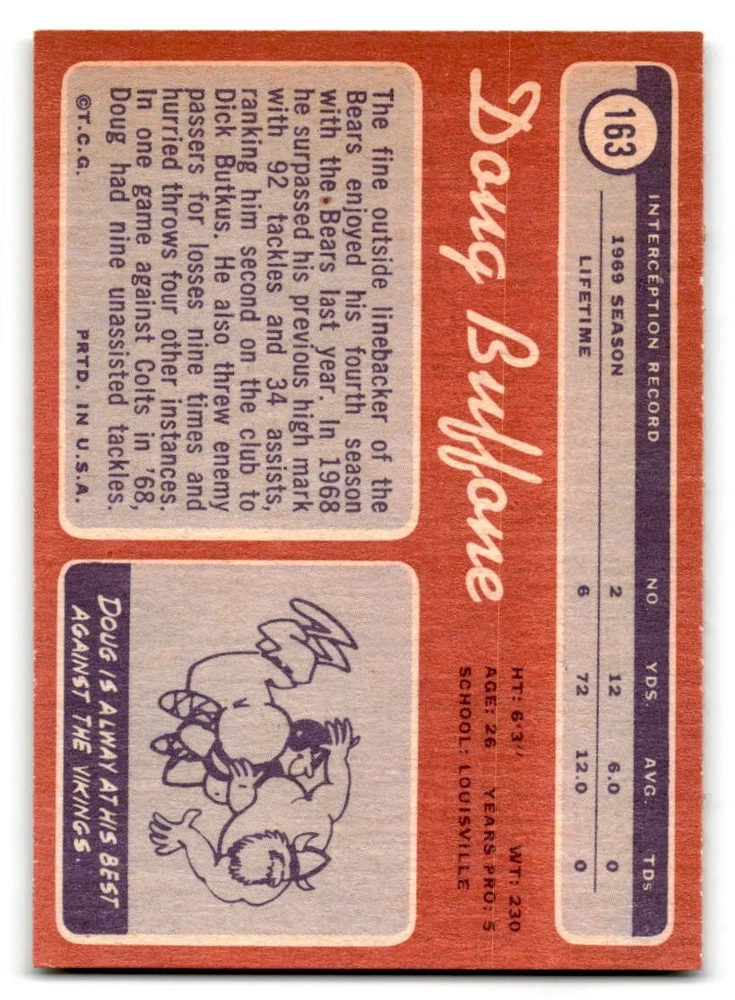 163
INTERCEPTION RECORD NO YDS. AVG. TDs
1969 SEASON 2 12 6.0 0
LIFETIME 6 72 12.0 0
Doug Buffone
HT: 6'3" WT: 230
AGE: 26 YEARS PRO: 5
SCHOOL: LOUISVILLE
The fine outside linebacker of the
Bears enjoyed his fourth season
with the Bears last year. In 1968
he surpassed his previous high mark
with 92 tackles and 34 assists,
ranking him second on the club to
Dick Butkus. He also threw enemy
passers for losses nine times and
hurried throws four other instances.
In one game against Colts in '68,
Doug had nine unassisted tackles.
©T.C.G. PRTD. IN U.S.A.
DOUG IS ALWAY AT HIS BEST
AGAINST THE VIKINGS.